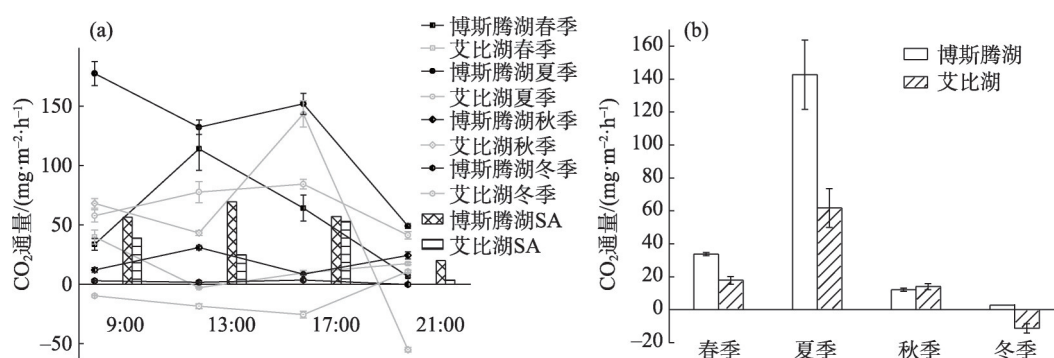 (a)
CO₂通量/(mg·m⁻²·h⁻¹)
150
100
50
0
−50
9:00 13:00 17:00 21:00
博斯腾湖春季
艾比湖春季
博斯腾湖夏季
艾比湖夏季
博斯腾湖秋季
艾比湖秋季
博斯腾湖冬季
艾比湖冬季
博斯腾湖SA
艾比湖SA
(b)
CO₂通量/(mg·m⁻²·h⁻¹)
160
140
120
100
80
60
40
20
0
−20
博斯腾湖
艾比湖
春季 夏季 秋季 冬季